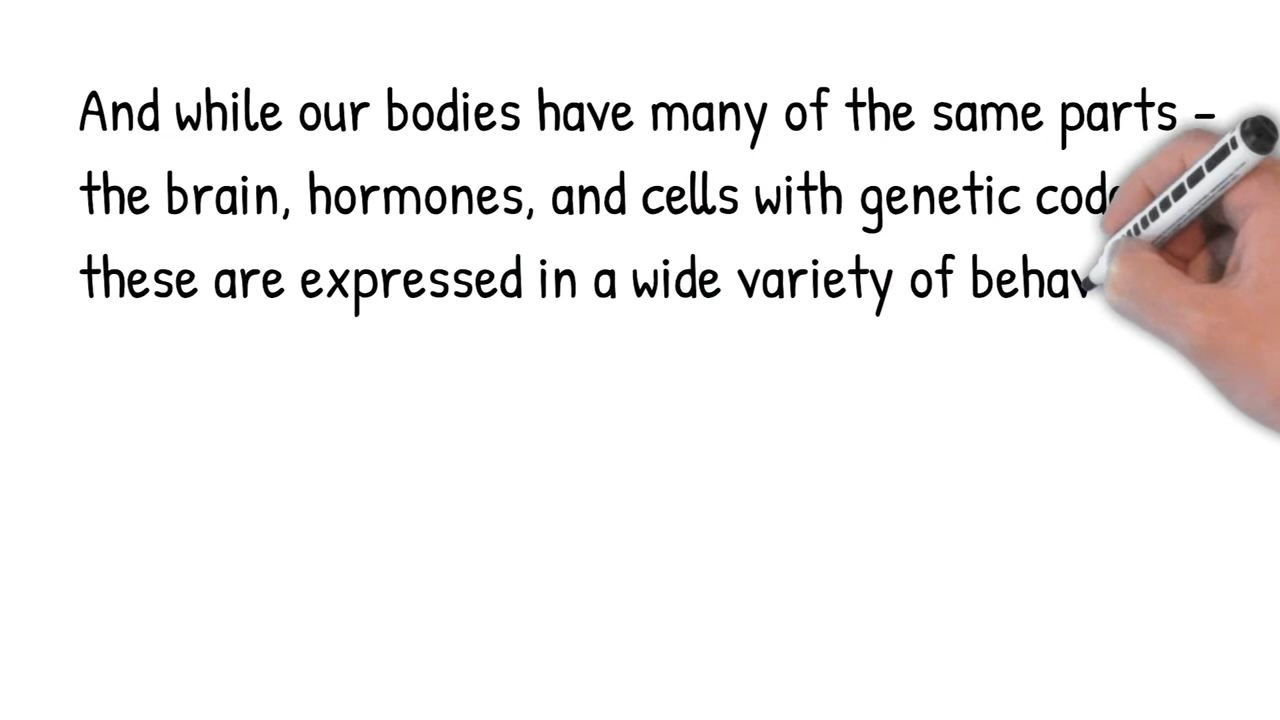 And while our bodies have many of the same parts -
the brain, hormones, and cells with genetic
these are expressed in a wide variety of